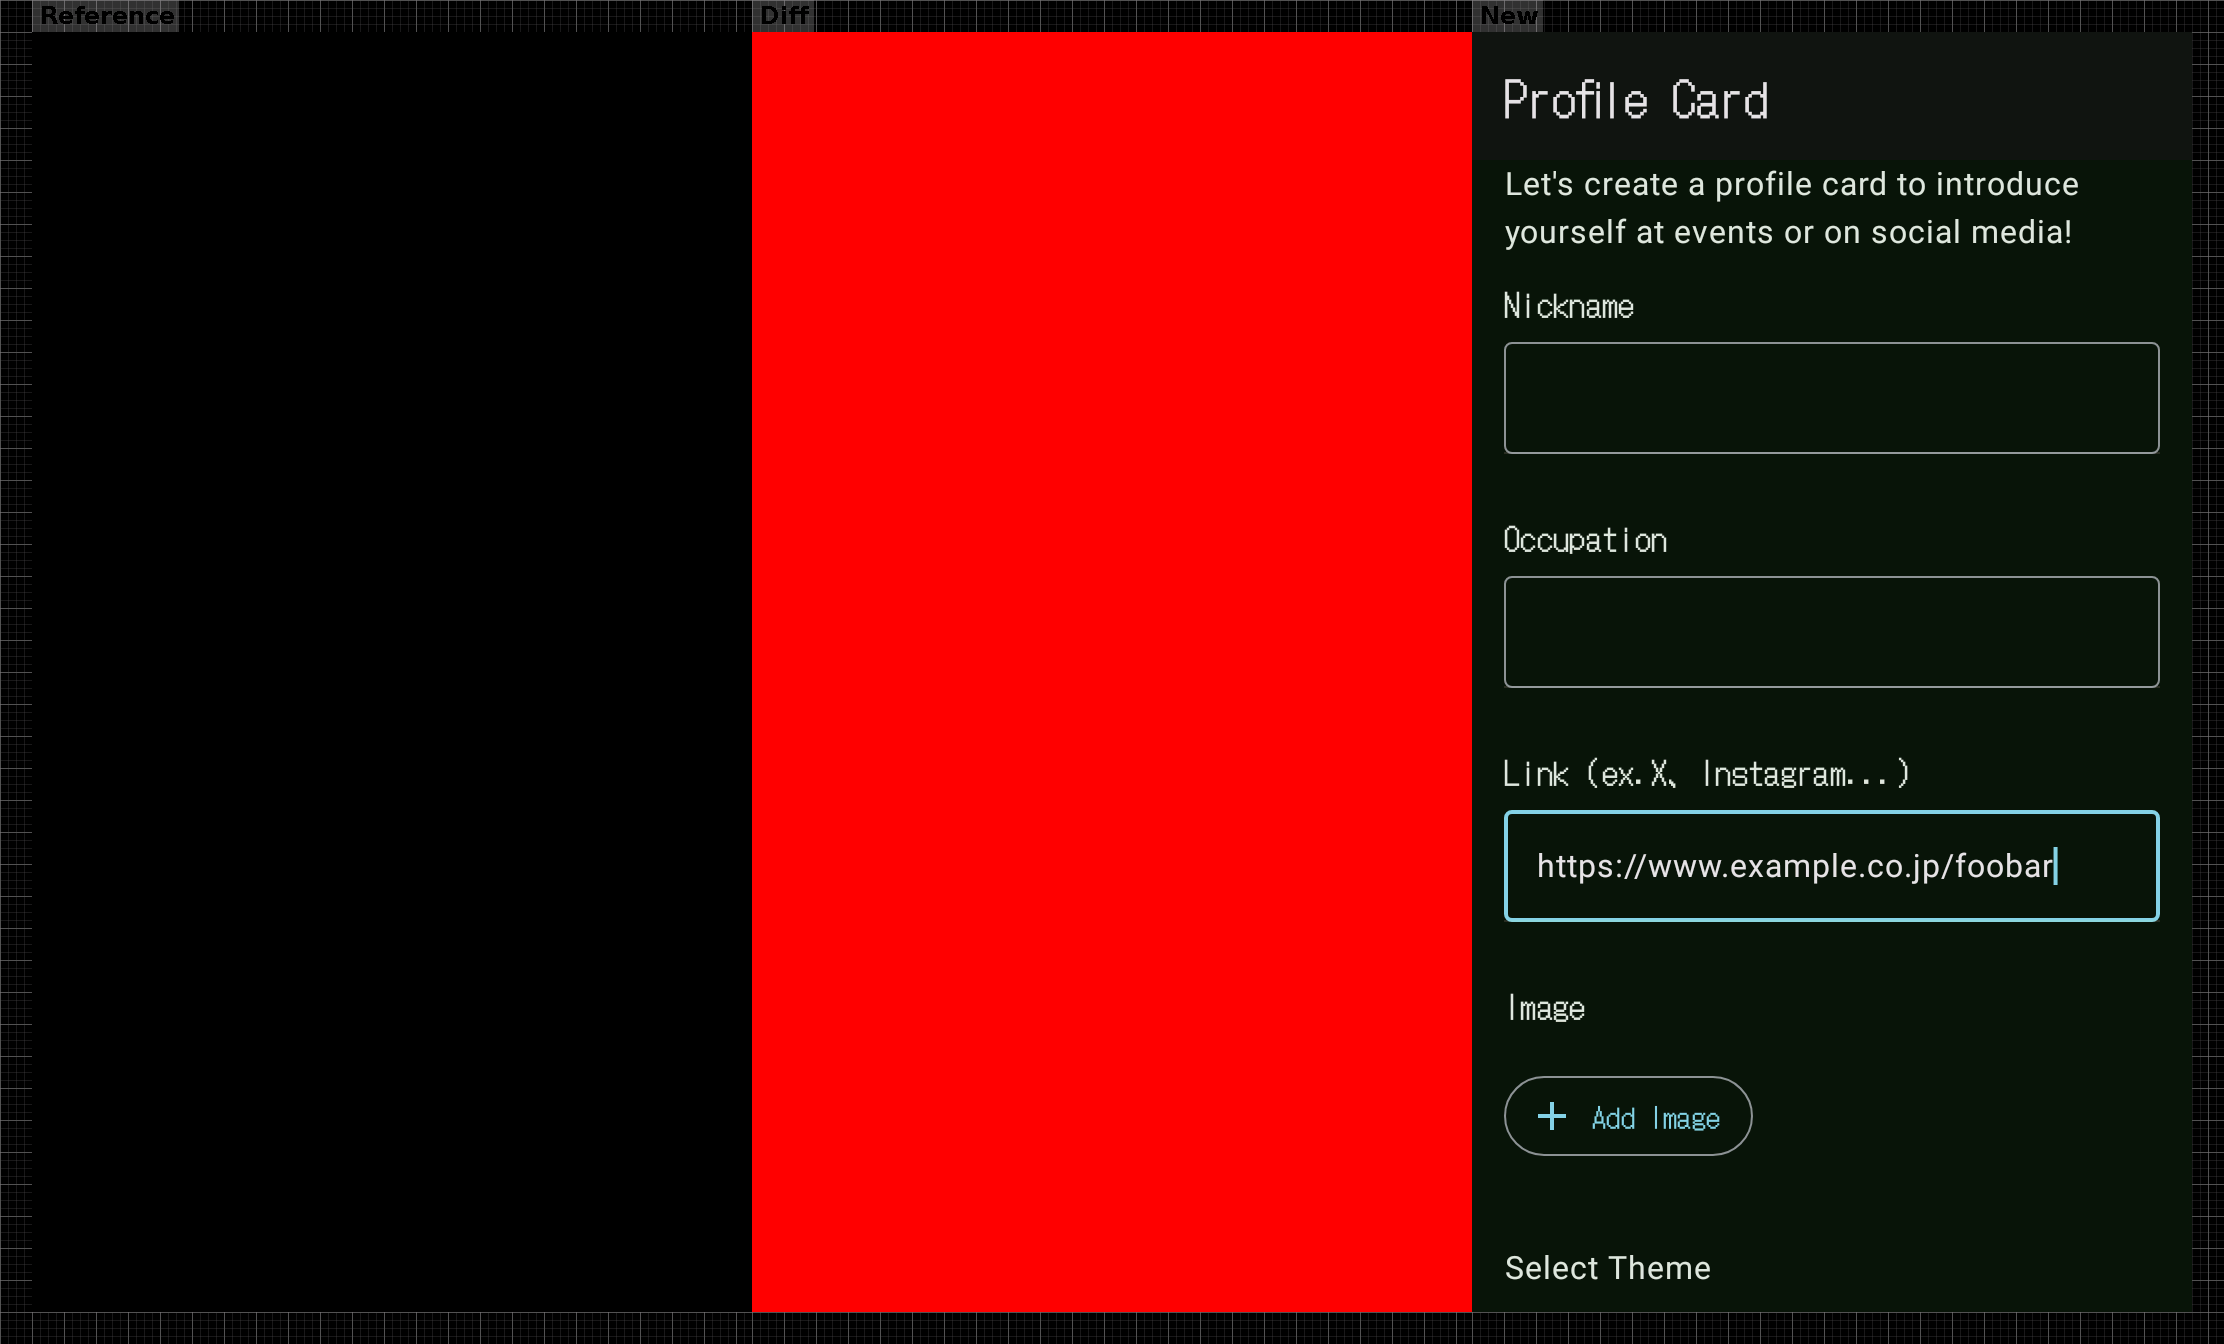 Reference
Diff
New
Profile Card
Let's create a profile card to introduce
yourself at events or on social media!
Nickname
Occupation
Link (ex.X、Instagram...)
https://www.example.co.jp/foobar
Image
Add Image
Select Theme